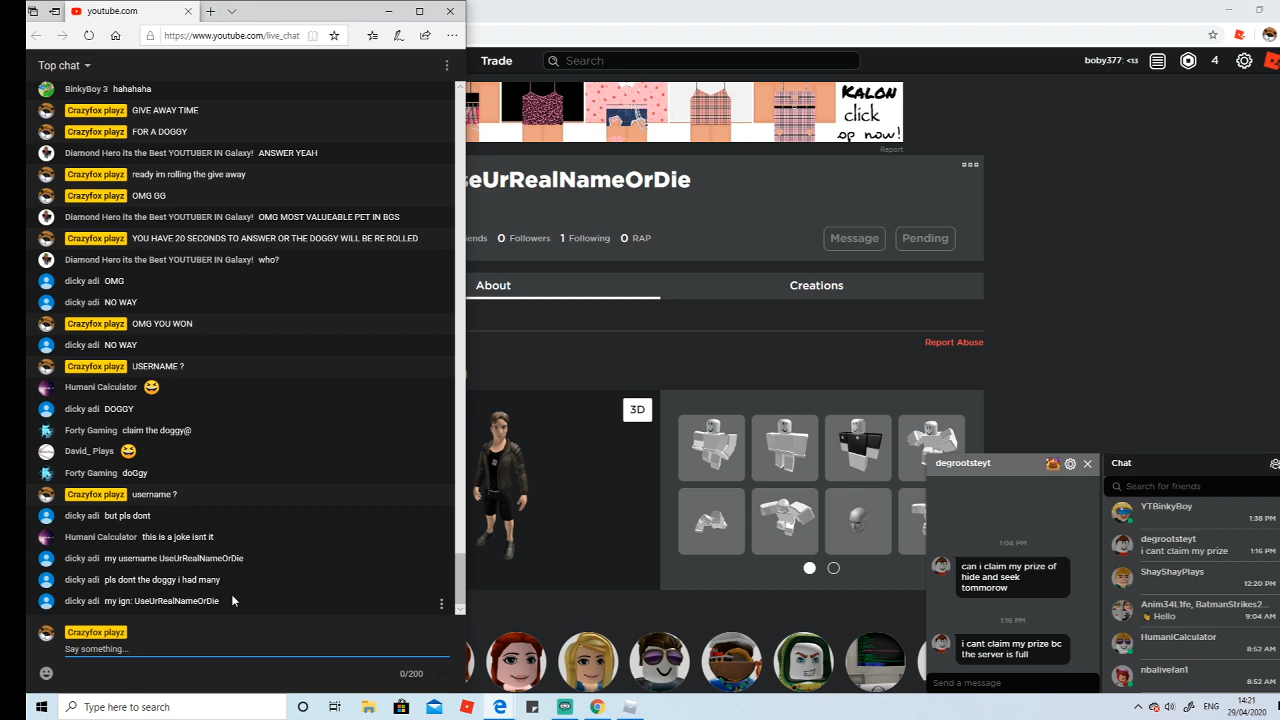 youtube.com
https://www.youtube.com/live_chat
Top chat
BinkyBoy 3 hahahaha
Crazyfox playz GIVE AWAY TIME
Crazyfox playz FOR A DOGGY
Diamond Hero its the Best YOUTUBER IN Galaxy! ANSWER YEAH
Crazyfox playz ready im rolling the give away
Crazyfox playz OMG GG
Diamond Hero its the Best YOUTUBER IN Galaxy! OMG MOST VALUEABLE PET IN BGS
Crazyfox playz YOU HAVE 20 SECONDS TO ANSWER OR THE DOGGY WILL BE RE ROLLED
Diamond Hero its the Best YOUTUBER IN Galaxy! who?
dicky adi OMG
dicky adi NO WAY
Crazyfox playz OMG YOU WON
dicky adi NO WAY
Crazyfox playz USERNAME ?
Humani Calculator 😆
dicky adi DOGGY
Forty Gaming claim the doggy@
David_ Plays 😆
Forty Gaming doGgy
Crazyfox playz username ?
dicky adi but pls dont
Humani Calculator this is a joke isnt it
dicky adi my username UseUrRealNameOrDie
dicky adi pls dont the doggy i had many
dicky adi my ign: UseUrRealNameOrDie
Crazyfox playz
Say something...
0/200
Trade
Search
boby377: <13
4
KALON
click
op now!
Report
seUrRealNameOrDie
ends 0 Followers 1 Following 0 RAP
Message
Pending
About
Creations
Report Abuse
3D
degrootsteyt
1:04 PM
can i claim my prize of
hide and seek
tommorow
1:16 PM
i cant claim my prize bc
the server is full
Send a message
Chat
Search for friends
YTBinkyBoy
1:38 PM
degrootsteyt
i cant claim my prize 1:16 PM
ShayShayPlays
12:20 PM
Anim34L1fe, BatmanStrikes2...
👋 Hello 9:04 AM
HumaniCalculator
8:52 AM
nbalivefan1
8:52 AM
Type here to search
ENG
14:21
29/04/2020